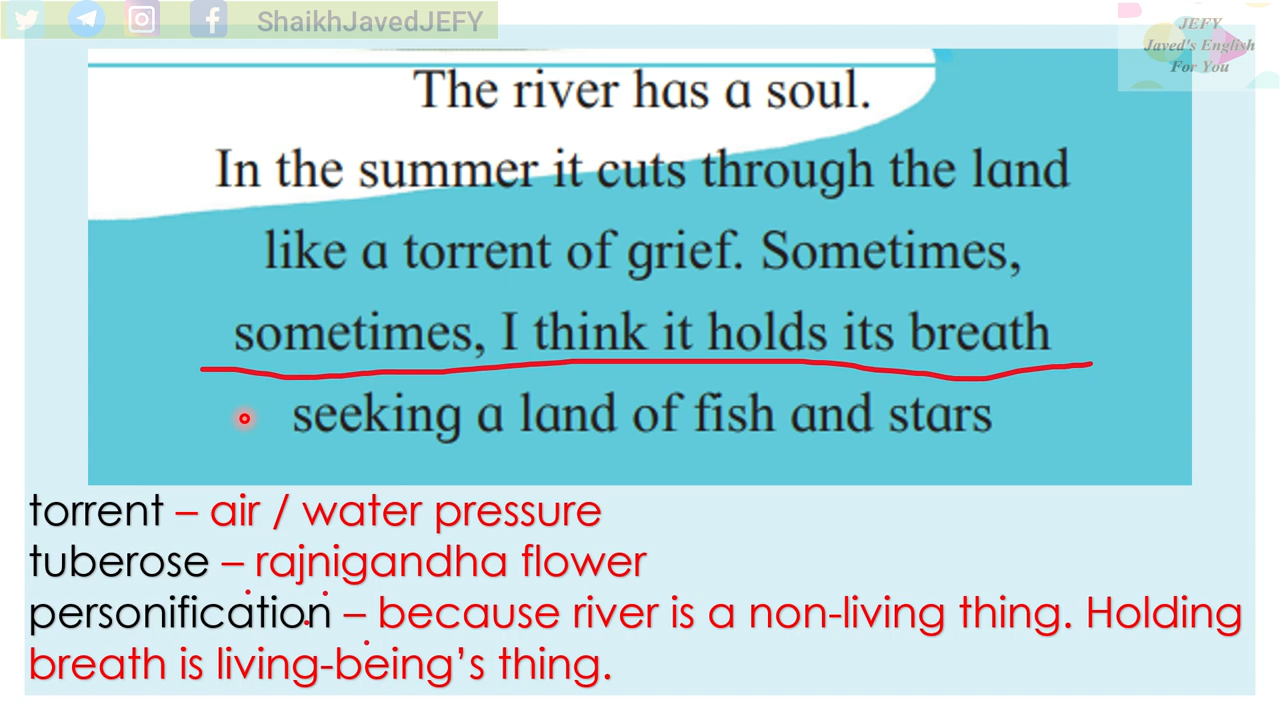 ShaikhJavedJEFY
JEFY
Javed's English
For You
The river has a soul.
In the summer it cuts through the land
like a torrent of grief. Sometimes,
sometimes, I think it holds its breath
seeking a land of fish and stars
torrent – air / water pressure
tuberose – rajnigandha flower
personification – because river is a non-living thing. Holding
breath is living-being’s thing.